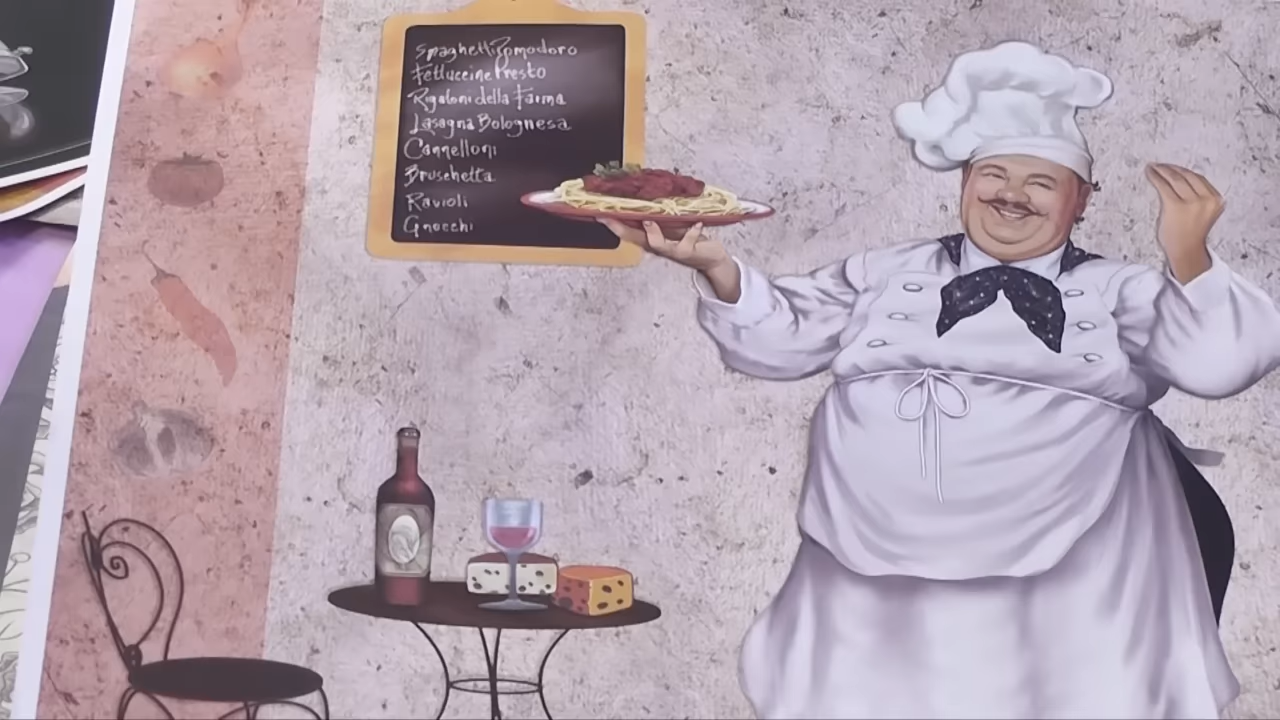 Spaghetti Pomodoro
Fettuccine Presto
Rigatoni della Farma
Lasagna Bolognesa
Cannelloni
Bruschetta
Ravioli
Gnocchi